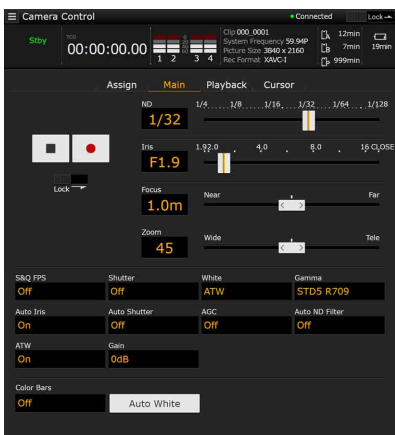 Camera Control
Connected
Lock
Stby
TCG
00:00:00.00
1 2 3 4
Clip 000_0001
System Frequency 59.94P
Picture Size 3840 x 2160
Rec Format XAVC-I
A 12min
B 7min
999min
19min
Assign Main Playback Cursor
ND
1/32
1/4 1/8 1/16 1/32 1/64 1/128
Iris
F1.9
1.9 2.0 4.0 8.0 16 CLOSE
Lock
Focus
1.0m
Near Far
Zoom
45
Wide Tele
S&Q FPS Shutter White Gamma
Off Off ATW STD5 R709
Auto Iris Auto Shutter AGC Auto ND Filter
On Off Off Off
ATW Gain
On 0dB
Color Bars
Off Auto White